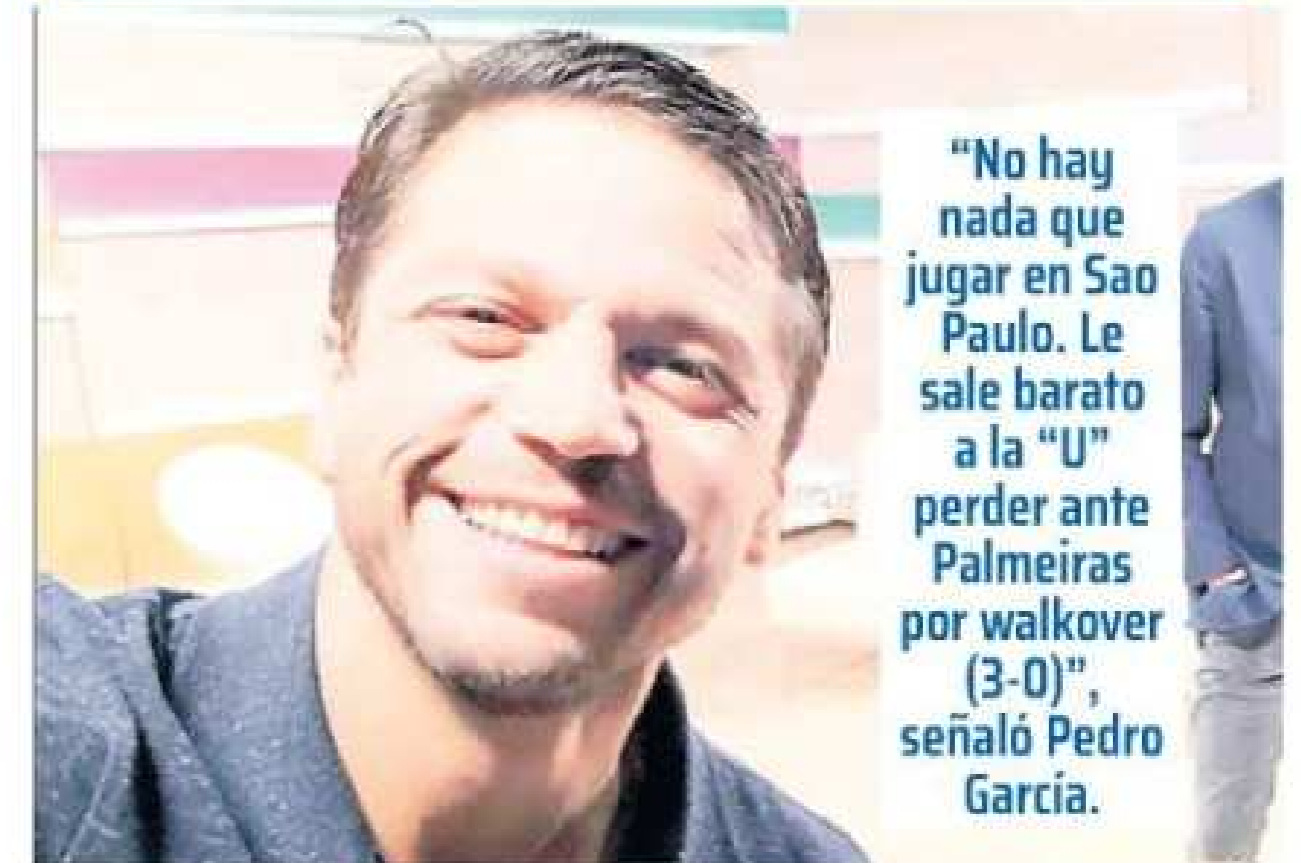 “No hay
nada que
jugar en Sao
Paulo. Le
sale barato
a la “U”
perder ante
Palmeiras
por walkover
(3-0)”,
señaló Pedro
García.